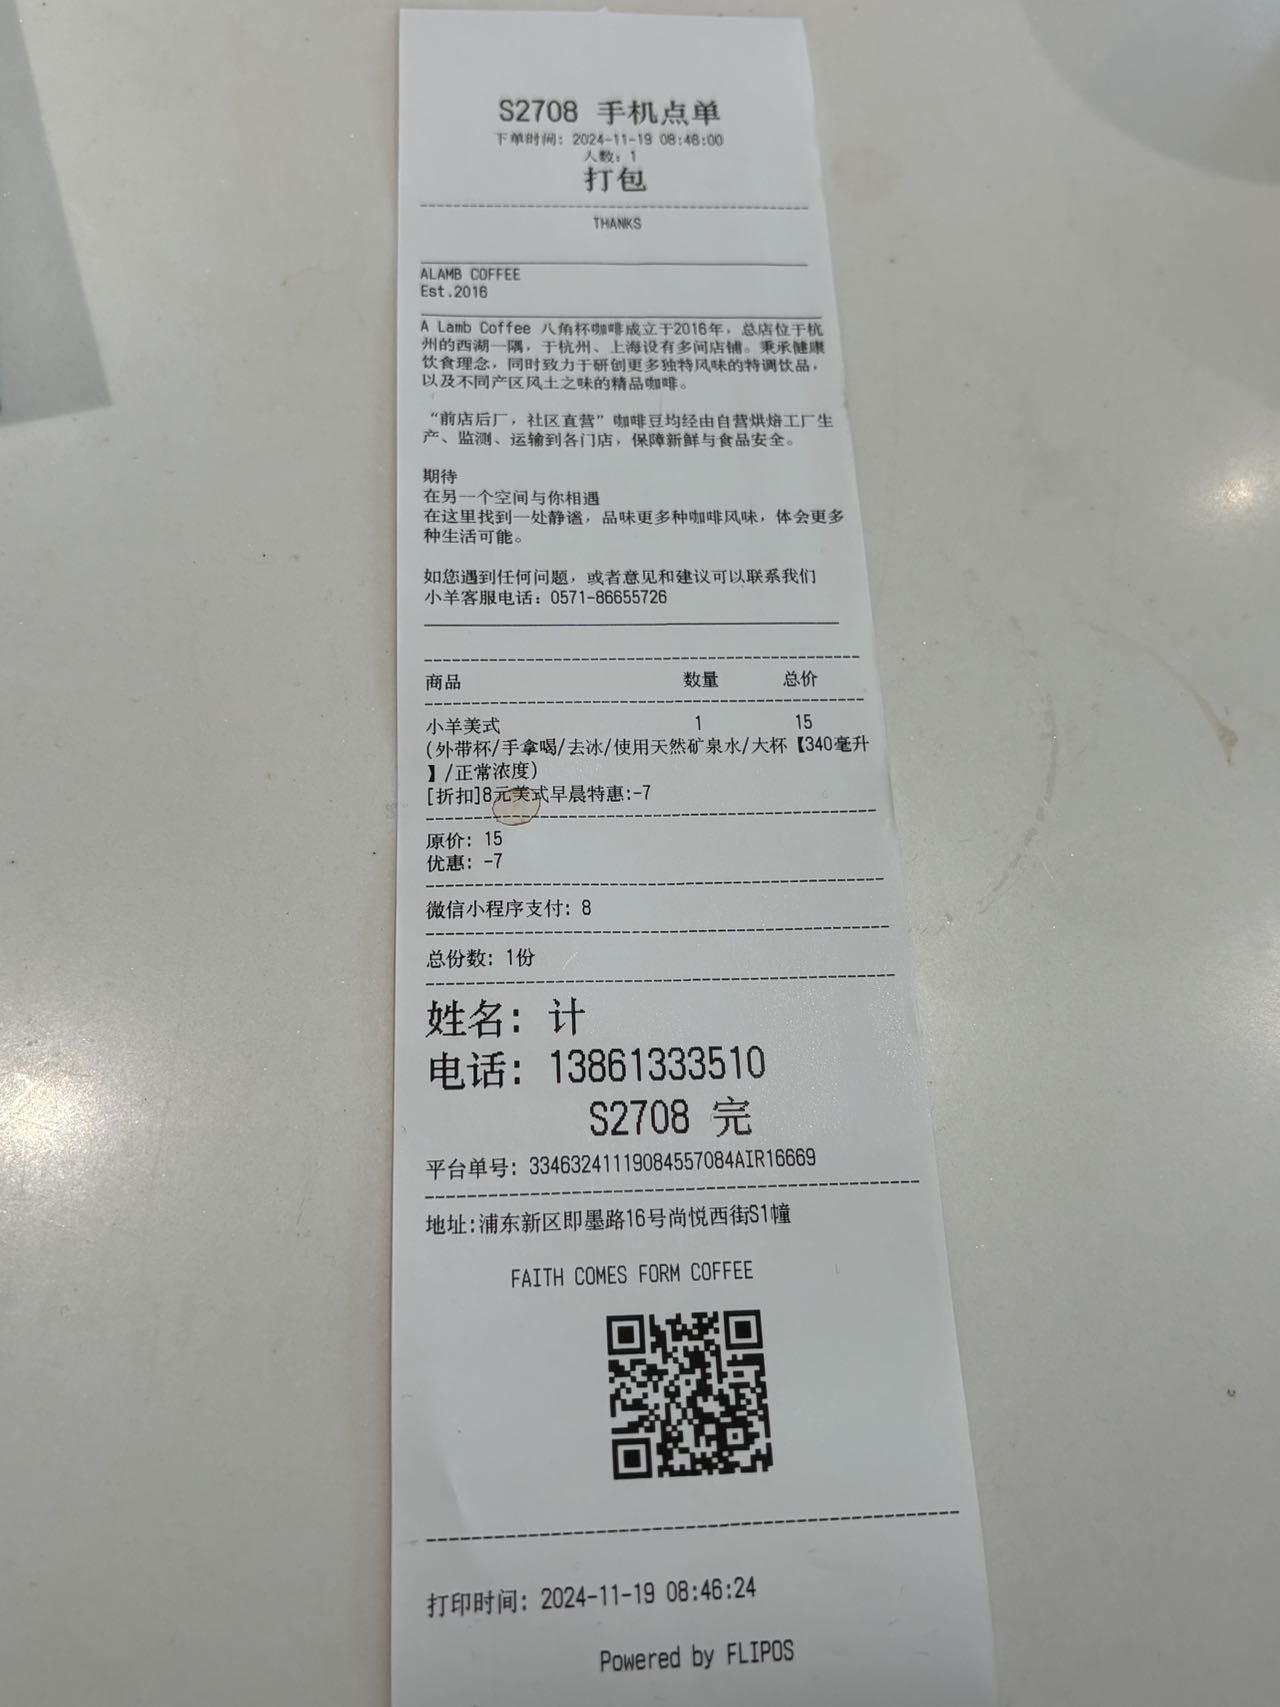 S2708 手机点单
下单时间: 2024-11-19 08:46:00
人数: 1
打包
THANKS
ALAMB COFFEE
Est.2016
A Lamb Coffee 八角杯咖啡成立于2016年，总店位于杭
州的西湖一隅，于杭州、上海设有多间店铺。秉承健康
饮食理念，同时致力于研创更多独特风味的特调饮品，
以及不同产区风土之味的精品咖啡。
“前店后厂，社区直营”咖啡豆均经由自营烘焙工厂生
产、监测、运输到各门店，保障新鲜与食品安全。
期待
在另一个空间与你相遇
在这里找到一处静谧，品味更多种咖啡风味，体会更多
种生活可能。
如您遇到任何问题，或者意见和建议可以联系我们
小羊客服电话：0571-86655726
商品 数量 总价
小羊美式 1 15
(外带杯/手拿喝/去冰/使用天然矿泉水/大杯【340毫升
】/正常浓度)
[折扣]8元美式早晨特惠:-7
原价: 15
优惠: -7
微信小程序支付: 8
总份数: 1份
姓名: 计
电话: 13861333510
S2708 完
平台单号: 33463241119084557084AIR16669
地址:浦东新区即墨路16号尚悦西街S1幢
FAITH COMES FORM COFFEE
打印时间: 2024-11-19 08:46:24
Powered by FLIPOS